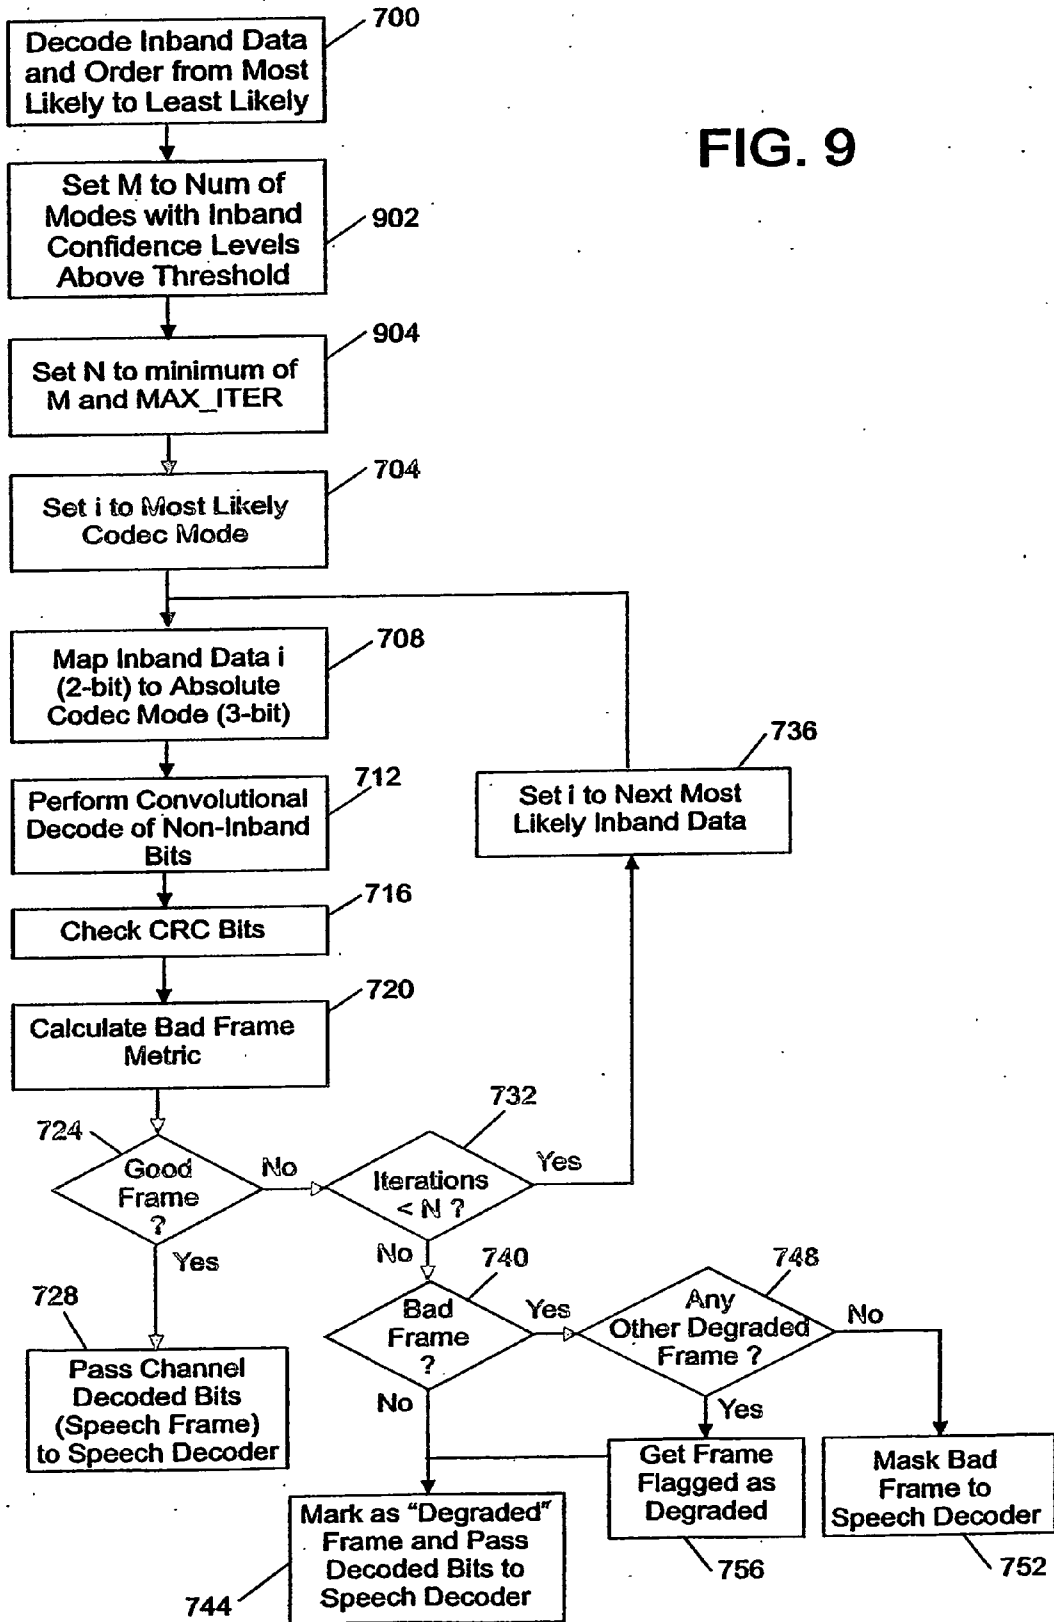 700
Decode Inband Data
and Order from Most
Likely to Least Likely
FIG. 9
Set M to Num of
Modes with Inband
Confidence Levels
Above Threshold
902
904
Set N to minimum of
M and MAX_ITER
704
Set i to Most Likely
Codec Mode
708
Map Inband Data i
(2-bit) to Absolute
Codec Mode (3-bit)
736
Set i to Next Most
Likely Inband Data
712
Perform Convolutional
Decode of Non-Inband
Bits
716
Check CRC Bits
720
Calculate Bad Frame
Metric
724
Good
Frame
?
No
Yes
732
Iterations
< N ?
Yes
No
728
Pass Channel
Decoded Bits
(Speech Frame)
to Speech Decoder
740
Bad
Frame
?
Yes
No
748
Any
Other Degraded
Frame ?
No
Yes
Mark as "Degraded"
Frame and Pass
Decoded Bits to
Speech Decoder
744
Get Frame
Flagged as
Degraded
756
Mask Bad
Frame to
Speech Decoder
752